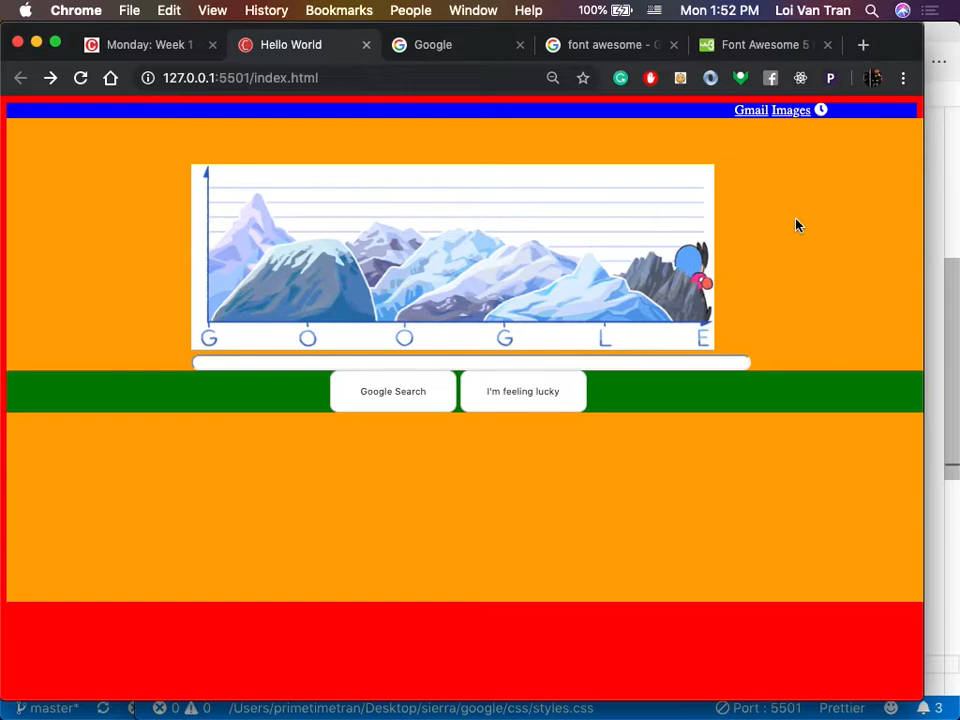 Chrome File Edit View History Bookmarks People Window Help 100% Mon 1:52 PM Loi Van Tran
Monday: Week 1 Hello World Google font awesome - G Font Awesome 5
127.0.0.1:5501/index.html
Gmail Images
G O O G L E
Google Search I'm feeling lucky
master* 0 0 /Users/primetimetran/Desktop/sierra/google/css/styles.css Port : 5501 Prettier 3